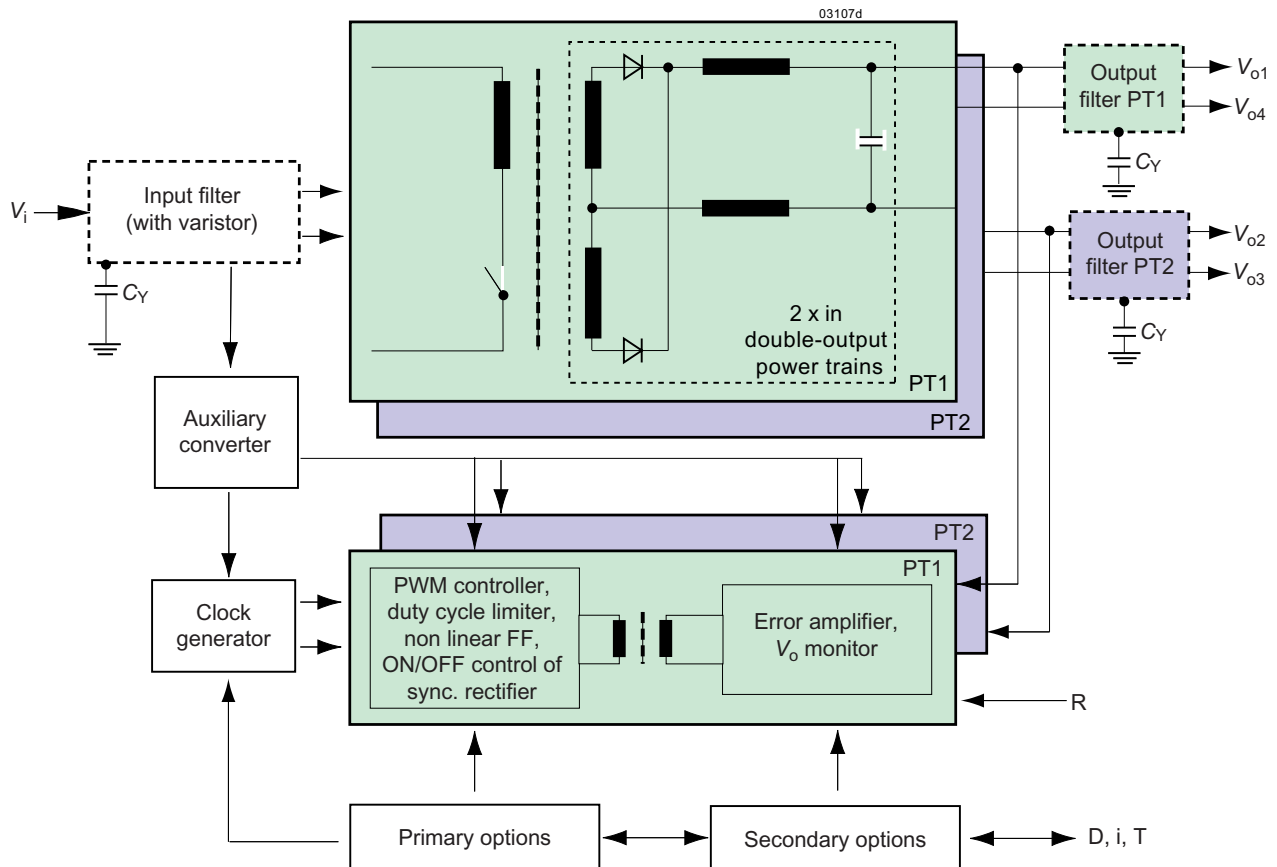 03107d
Output
filter PT1
Vo1
Vo4
CY
Input filter
(with varistor)
Vi
CY
Output
filter PT2
Vo2
Vo3
CY
2 x in
double-output
power trains
PT1
PT2
Auxiliary
converter
PT2
PT1
Clock
generator
PWM controller,
duty cycle limiter,
non linear FF,
ON/OFF control of
sync. rectifier
Error amplifier,
Vo monitor
R
Primary options
Secondary options
D, i, T